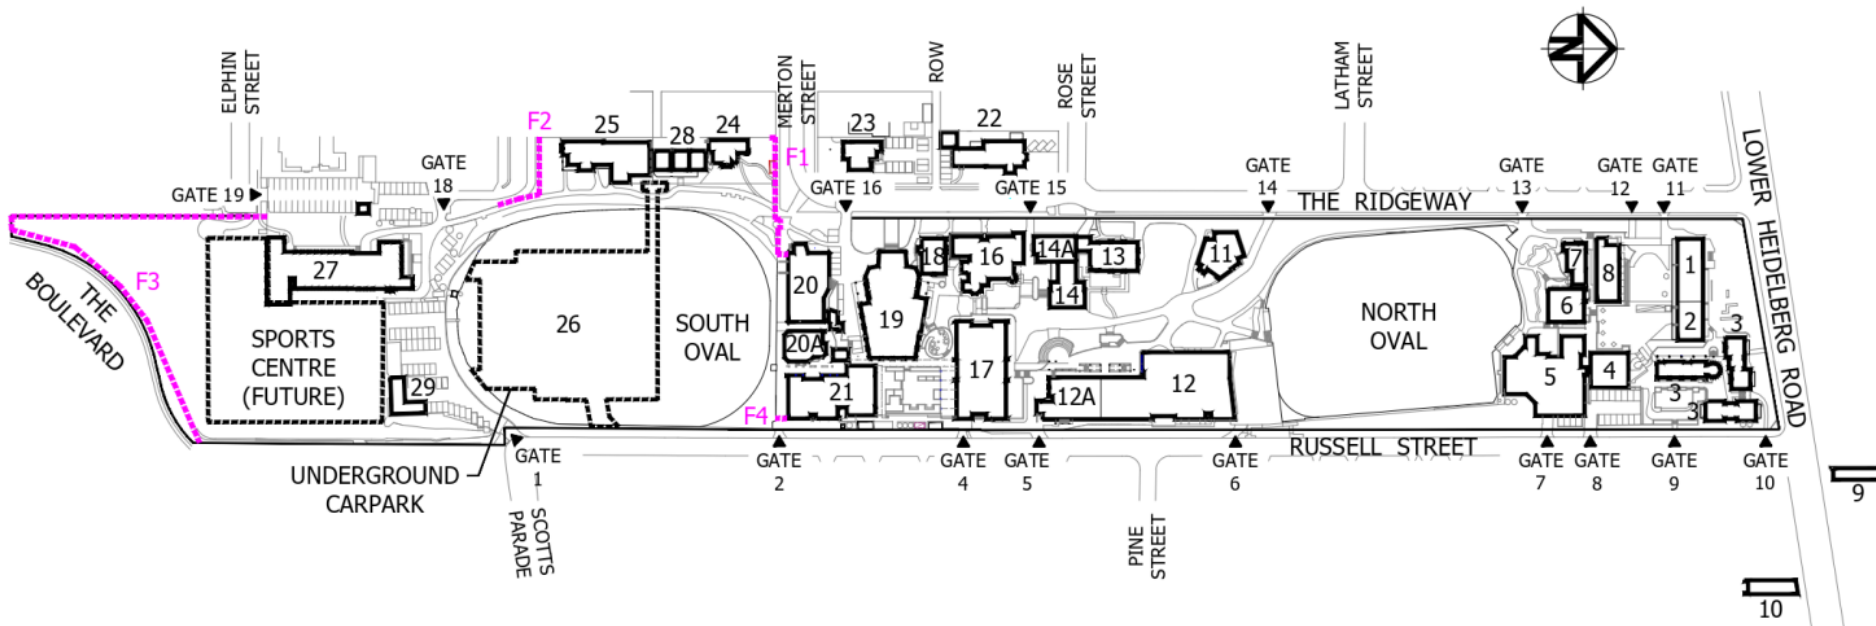 ELPHIN
STREET
MERTON
STREET
ROW
ROSE
STREET
LATHAM
STREET
N
F2
25
28
24
F1
23
22
LOWER HEIDELBERG ROAD
GATE 19
GATE
18
GATE 16
GATE 15
GATE
14
THE RIDGEWAY
GATE
13
GATE
12
GATE
11
F3
THE
BOULEVARD
27
26
SOUTH
OVAL
20
19
18
16
14A
14
13
11
NORTH
OVAL
7
6
8
1
2
SPORTS
CENTRE
(FUTURE)
29
20A
21
F4
17
12A
12
5
4
3
3
3
RUSSELL STREET
UNDERGROUND
CARPARK
GATE
1
SCOTTS
PARADE
GATE
2
GATE
4
GATE
5
PINE
STREET
GATE
6
GATE
7
GATE
8
GATE
9
GATE
10
9
10